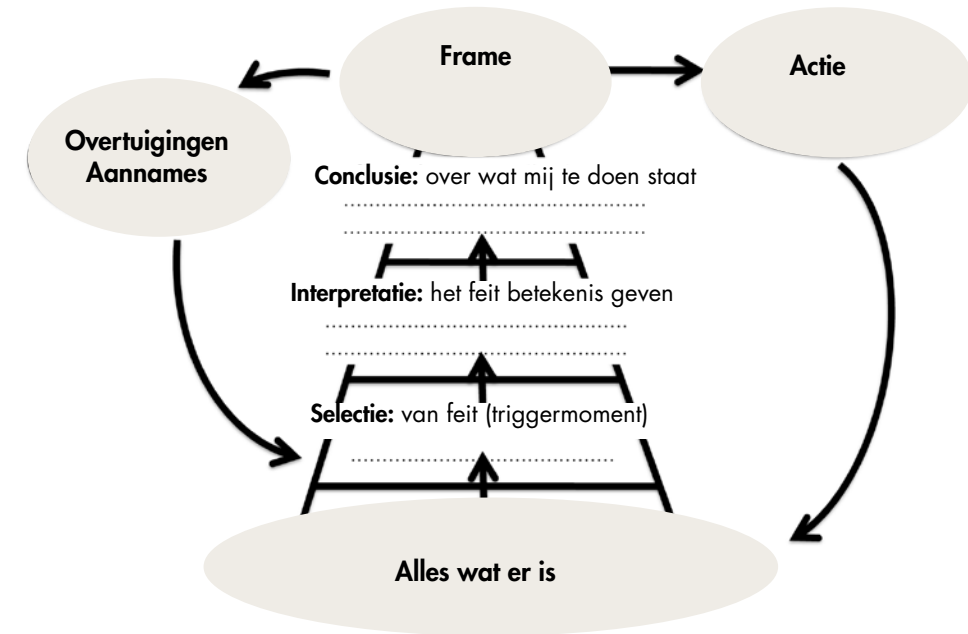 Frame
Actie
Overtuigingen
Aannames
Conclusie: over wat mij te doen staat
Interpretatie: het feit betekenis geven
Selectie: van feit (triggermoment)
Alles wat er is